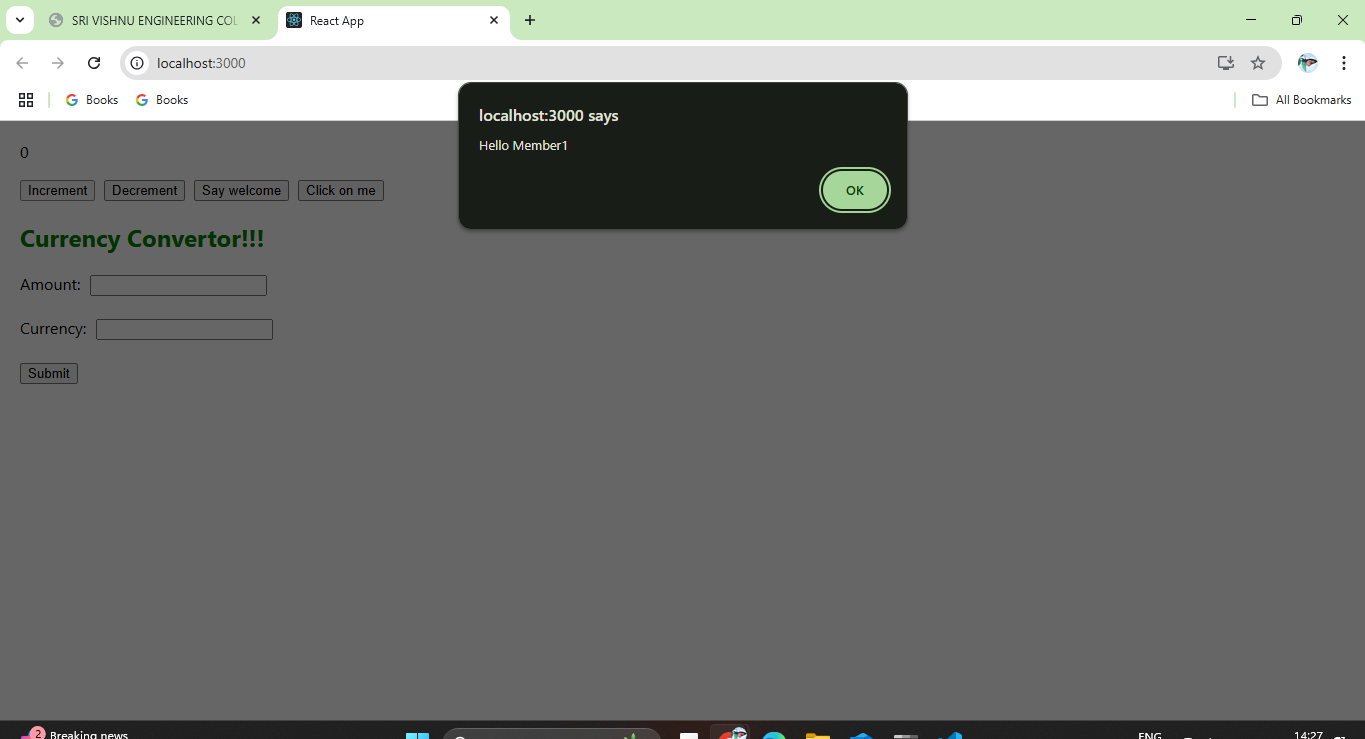 SRI VISHNU ENGINEERING COL
React App
localhost:3000
Books
Books
All Bookmarks
localhost:3000 says
Hello Member1
OK
0
Increment
Decrement
Say welcome
Click on me
Currency Convertor!!!
Amount:
Currency:
Submit
2
Breaking news
ENG
14:27